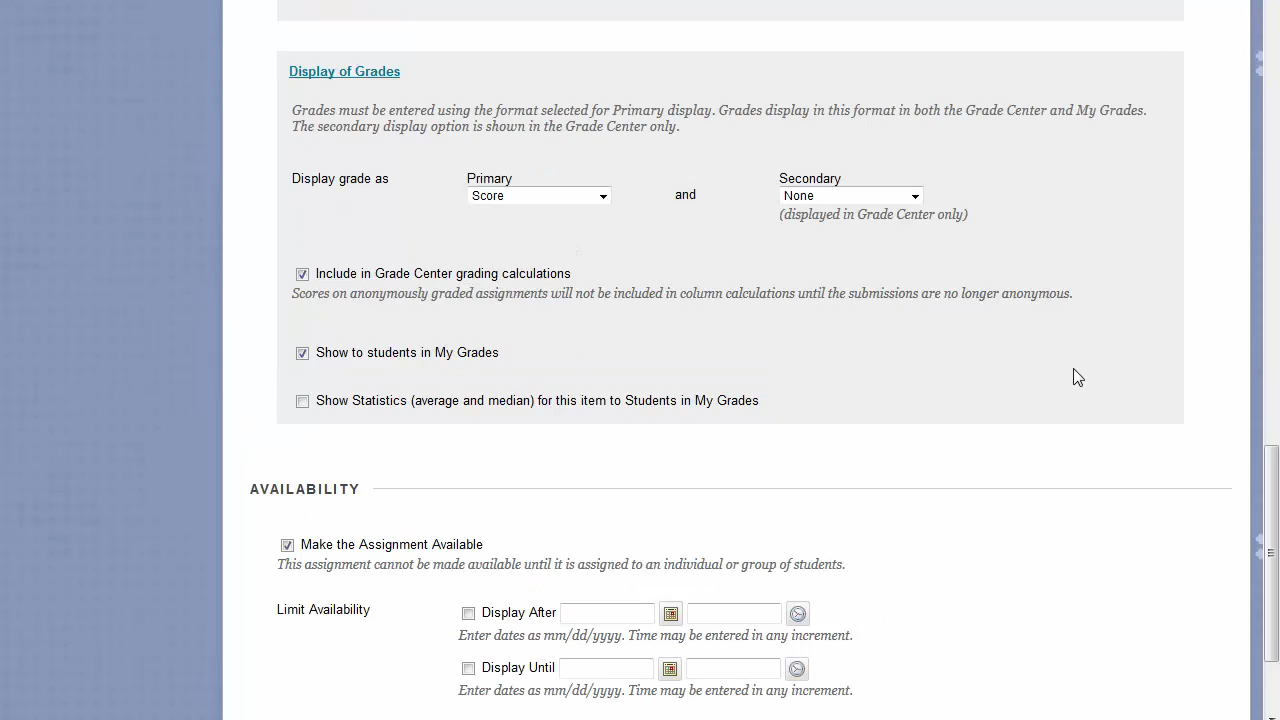 Display of Grades
Grades must be entered using the format selected for Primary display. Grades display in this format in both the Grade Center and My Grades.
The secondary display option is shown in the Grade Center only.
Display grade as
Primary
Score
and
Secondary
None
(displayed in Grade Center only)
Include in Grade Center grading calculations
Scores on anonymously graded assignments will not be included in column calculations until the submissions are no longer anonymous.
Show to students in My Grades
Show Statistics (average and median) for this item to Students in My Grades
AVAILABILITY
Make the Assignment Available
This assignment cannot be made available until it is assigned to an individual or group of students.
Limit Availability
Display After
Enter dates as mm/dd/yyyy. Time may be entered in any increment.
Display Until
Enter dates as mm/dd/yyyy. Time may be entered in any increment.